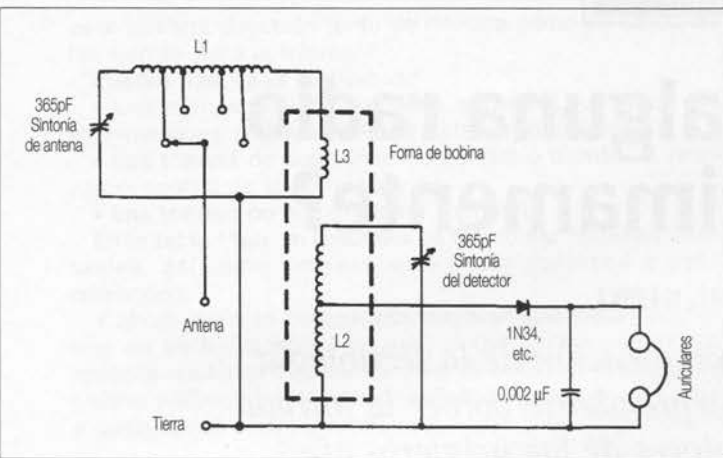 L1
365pF
Sintonía
de antena
L3
Forma de bobina
365pF
Sintonía
del detector
L2
Antena
1N34,
etc.
0,002 µF
Auriculares
Tierra